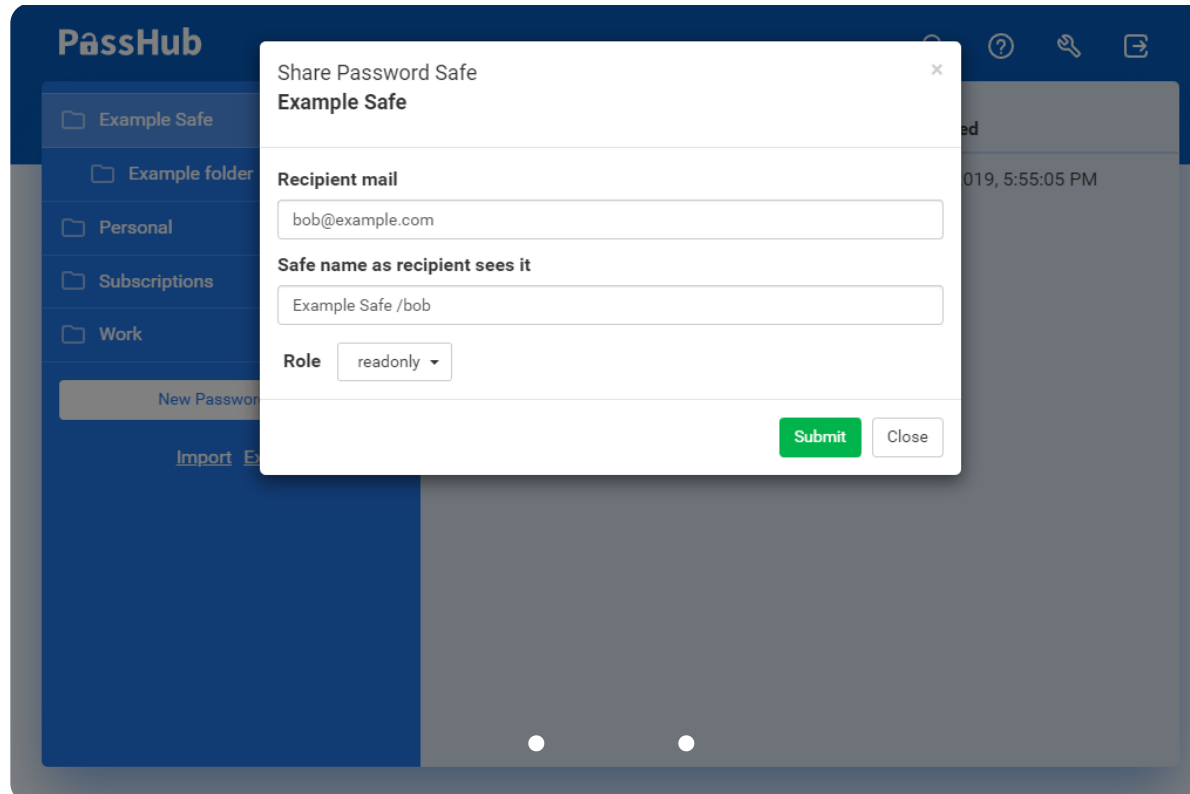 PassHub
Share Password Safe
Example Safe
Example Safe
Example folder
Personal
Subscriptions
Work
Import
Recipient mail
bob@example.com
Safe name as recipient sees it
Example Safe /bob
Role readonly
Submit Close
019, 5:55:05 PM
New